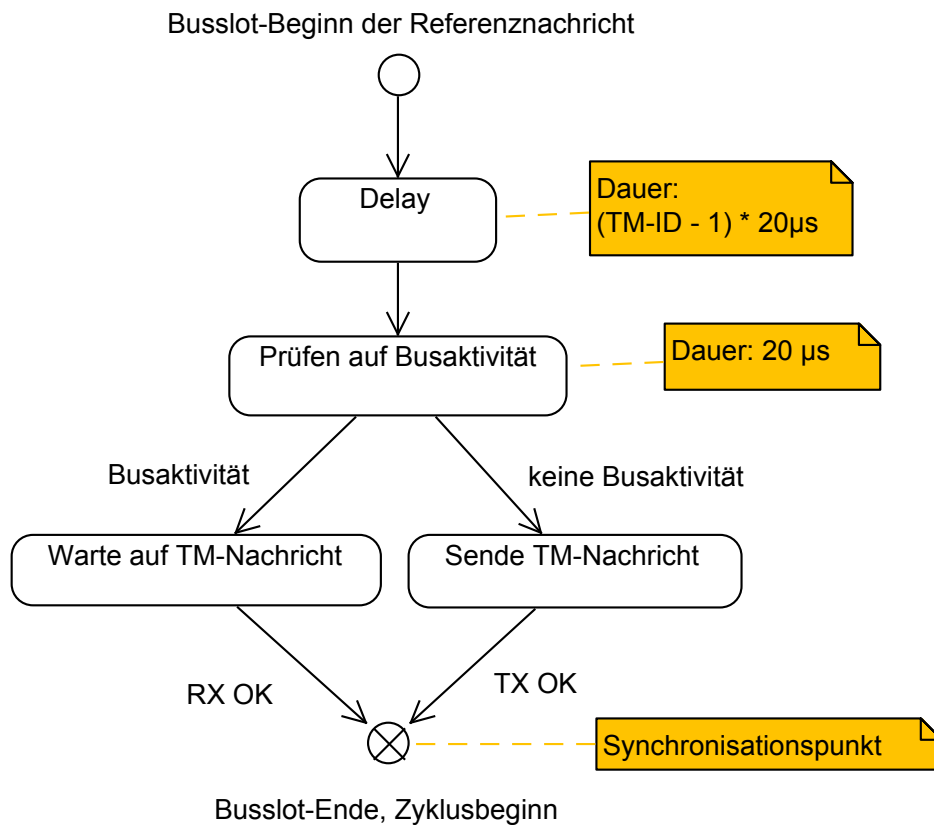 Busslot-Beginn der Referenznachricht
Delay
Dauer:
(TM-ID - 1) * 20µs
Prüfen auf Busaktivität
Dauer: 20 µs
Busaktivität
keine Busaktivität
Warte auf TM-Nachricht
Sende TM-Nachricht
RX OK
TX OK
Synchronisationspunkt
Busslot-Ende, Zyklusbeginn